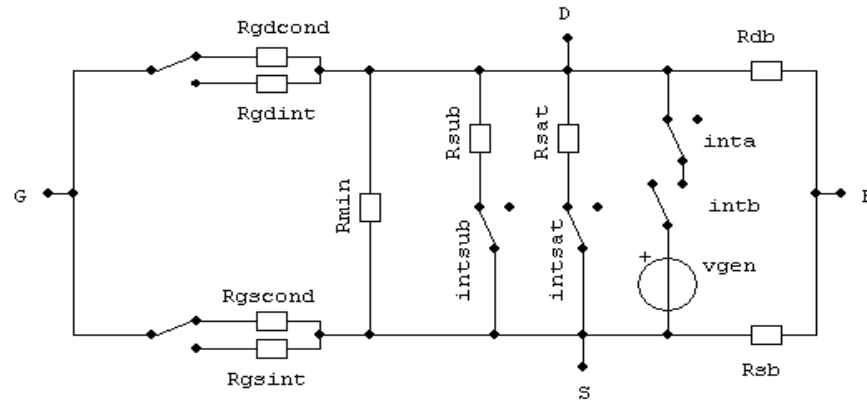 D
Rgdcond
Rdb
Rgdint
Rsub
Rsat
inta
G
Rmin
intb
intsub
intsat
+
vgen
Rgscond
Rgsint
Rsb
S